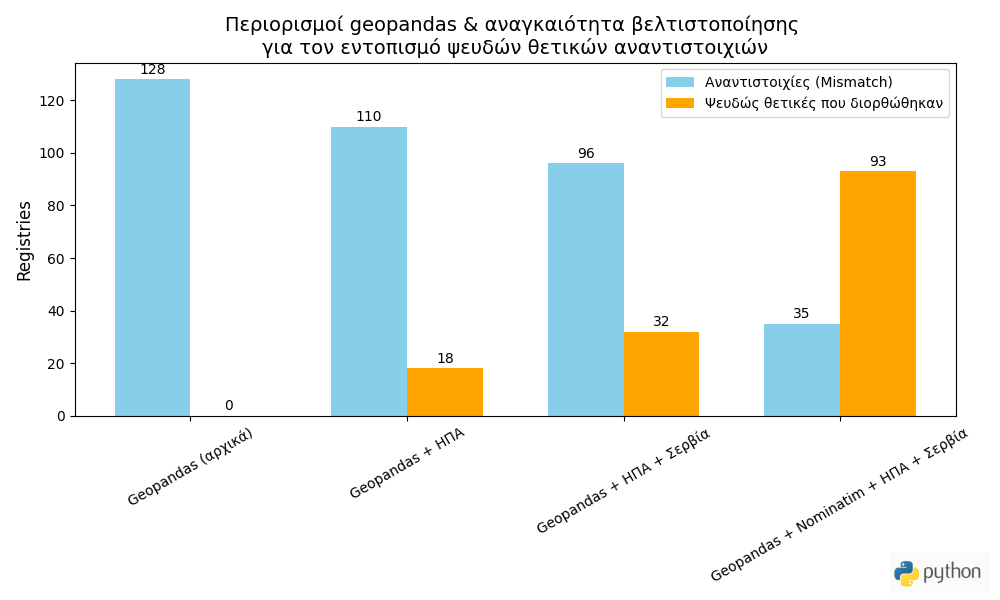 Περιορισμοί geopandas & αναγκαιότητα βελτιστοποίησης
για τον εντοπισμό ψευδών θετικών αναντιστοιχιών
Αναντιστοιχίες (Mismatch)
Ψευδώς θετικές που διορθώθηκαν
128
0
110
18
96
32
35
93
Registries
120
100
80
60
40
20
0
Geopandas (αρχικά)
Geopandas + ΗΠΑ
Geopandas + ΗΠΑ + Σερβία
Geopandas + Nominatim + ΗΠΑ + Σερβία
python